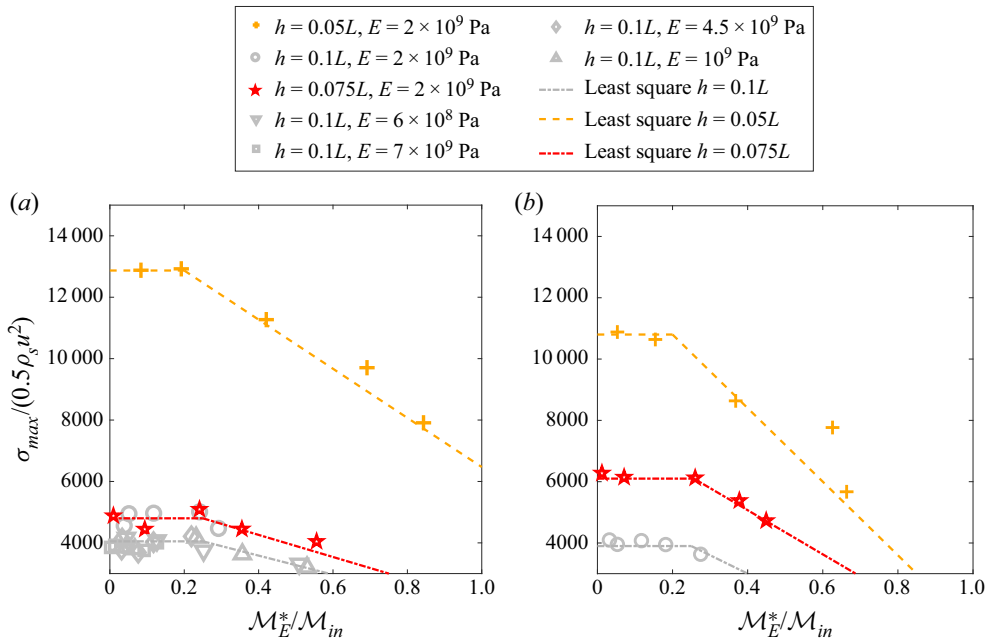 h = 0.05L, E = 2 × 10⁹ Pa
h = 0.1L, E = 2 × 10⁹ Pa
h = 0.075L, E = 2 × 10⁹ Pa
h = 0.1L, E = 6 × 10⁸ Pa
h = 0.1L, E = 7 × 10⁹ Pa
h = 0.1L, E = 4.5 × 10⁹ Pa
h = 0.1L, E = 10⁹ Pa
Least square h = 0.1L
Least square h = 0.05L
Least square h = 0.075L
(a)
14 000
12 000
10 000
8000
6000
4000
σ_max/(0.5ρ_s u²)
0 0.2 0.4 0.6 0.8 1.0
ℳ*_E/ℳ_in
(b)
14 000
12 000
10 000
8000
6000
4000
0 0.2 0.4 0.6 0.8 1.0
ℳ*_E/ℳ_in